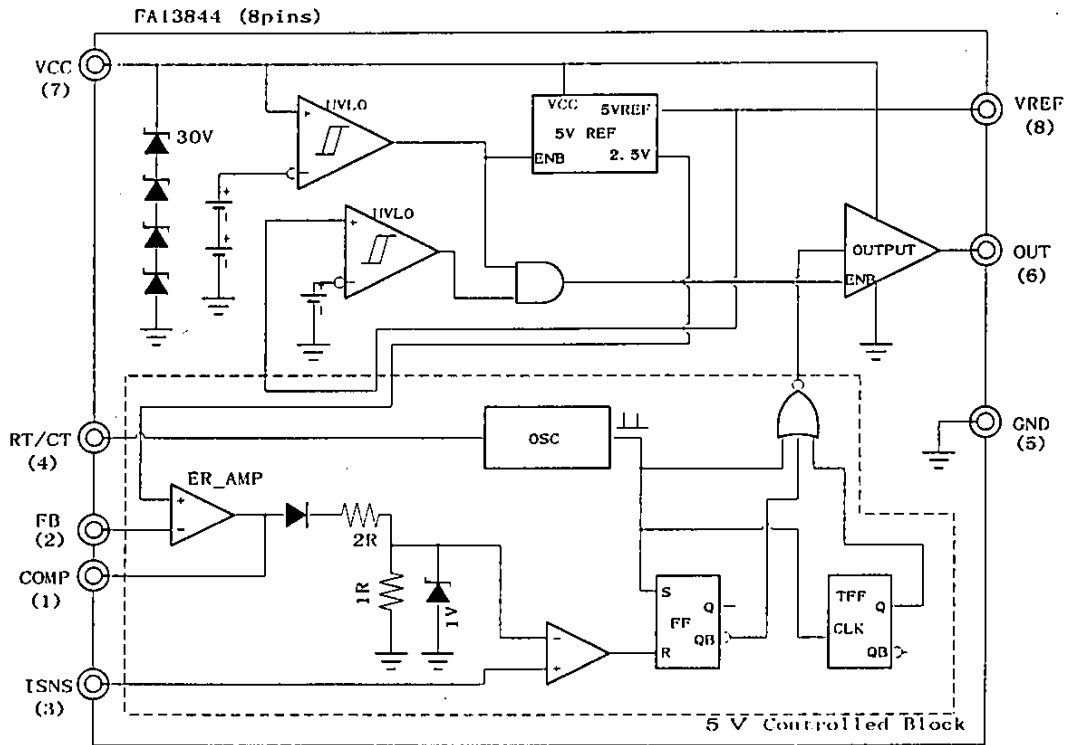 FA13844 (8pins)
VCC
(7)
30V
UVLO
VCC 5VREF
5V REF
ENB 2.5V
VREF
(8)
UVLO
OUTPUT
ENB
OUT
(6)
RT/CT
(4)
OSC
GND
(5)
ER_AMP
FB
(2)
2R
COMP
(1)
1R
1V
S Q
FF
QB
R
TFF Q
CLK
QB
ISNS
(3)
5 V Controlled Block